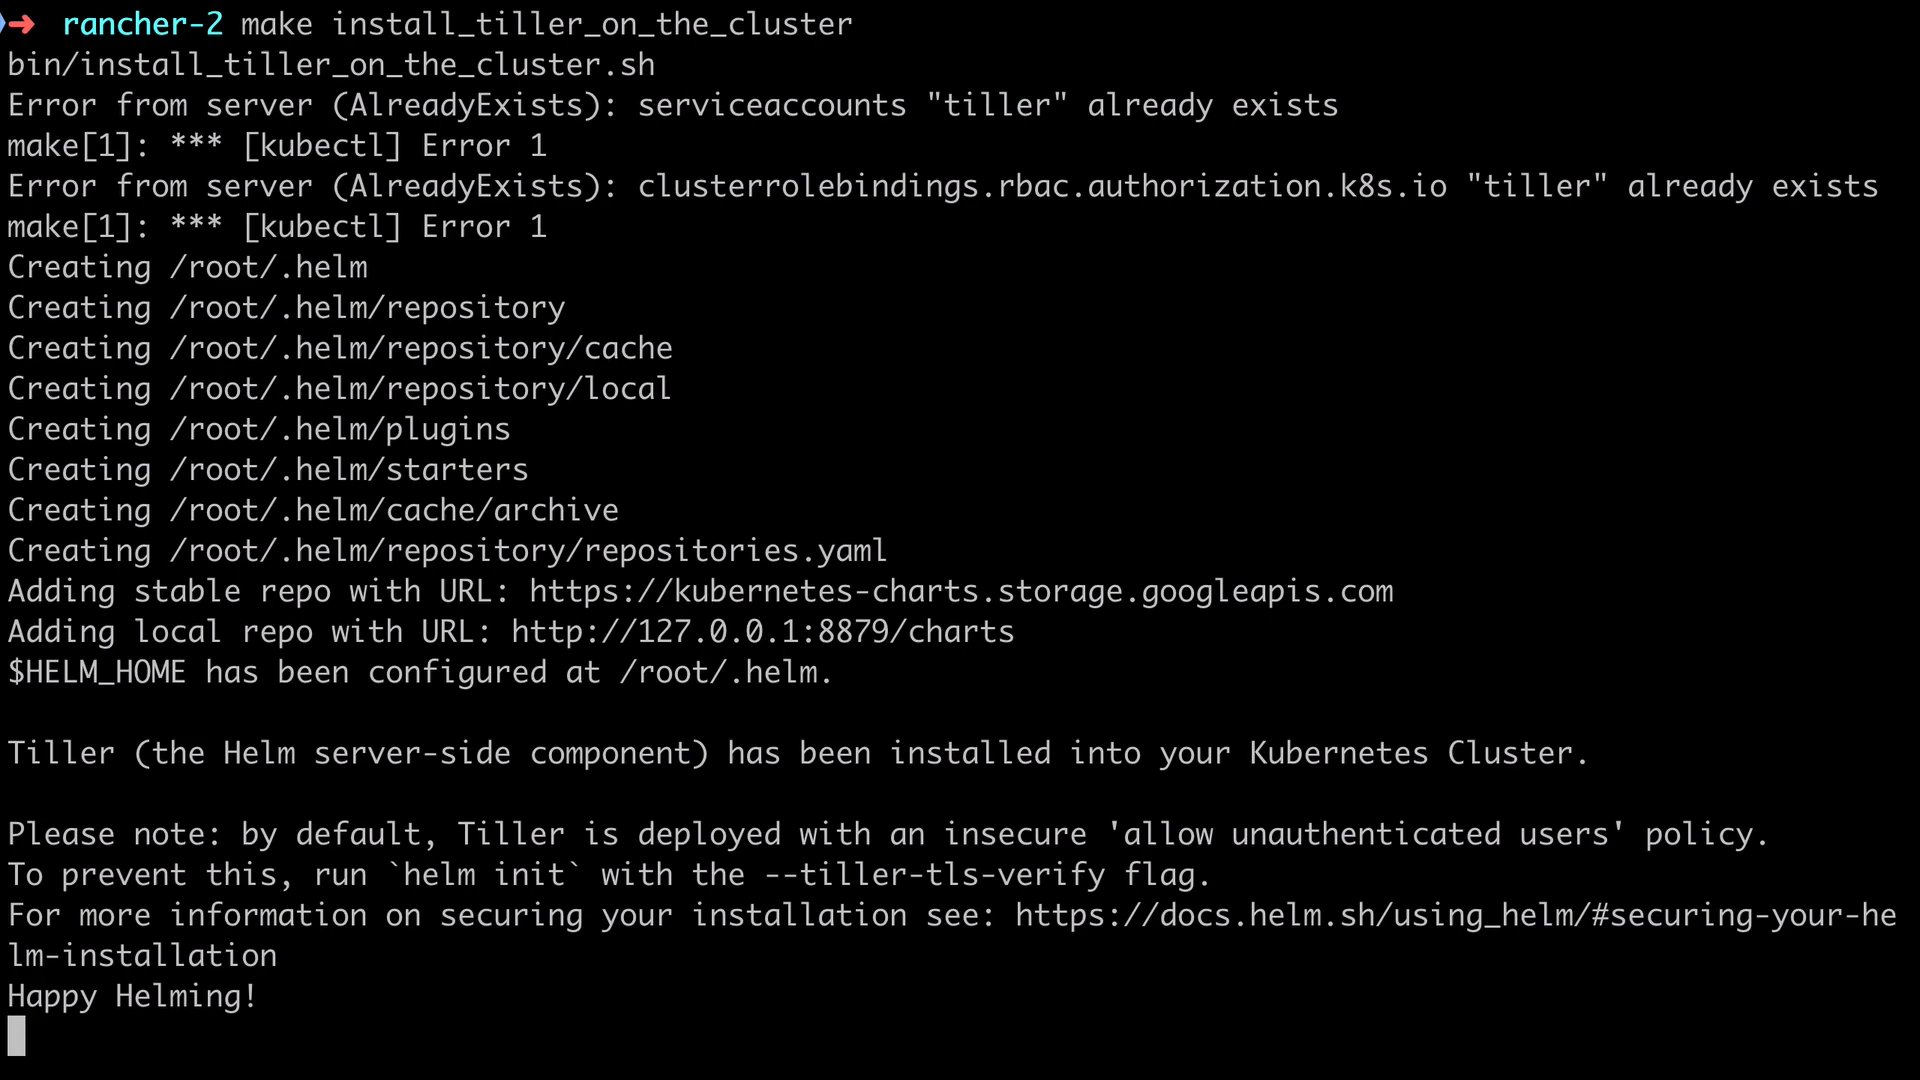 ➜ rancher-2 make install_tiller_on_the_cluster
bin/install_tiller_on_the_cluster.sh
Error from server (AlreadyExists): serviceaccounts "tiller" already exists
make[1]: *** [kubectl] Error 1
Error from server (AlreadyExists): clusterrolebindings.rbac.authorization.k8s.io "tiller" already exists
make[1]: *** [kubectl] Error 1
Creating /root/.helm
Creating /root/.helm/repository
Creating /root/.helm/repository/cache
Creating /root/.helm/repository/local
Creating /root/.helm/plugins
Creating /root/.helm/starters
Creating /root/.helm/cache/archive
Creating /root/.helm/repository/repositories.yaml
Adding stable repo with URL: https://kubernetes-charts.storage.googleapis.com
Adding local repo with URL: http://127.0.0.1:8879/charts
$HELM_HOME has been configured at /root/.helm.
Tiller (the Helm server-side component) has been installed into your Kubernetes Cluster.
Please note: by default, Tiller is deployed with an insecure 'allow unauthenticated users' policy.
To prevent this, run `helm init` with the --tiller-tls-verify flag.
For more information on securing your installation see: https://docs.helm.sh/using_helm/#securing-your-he
lm-installation
Happy Helming!